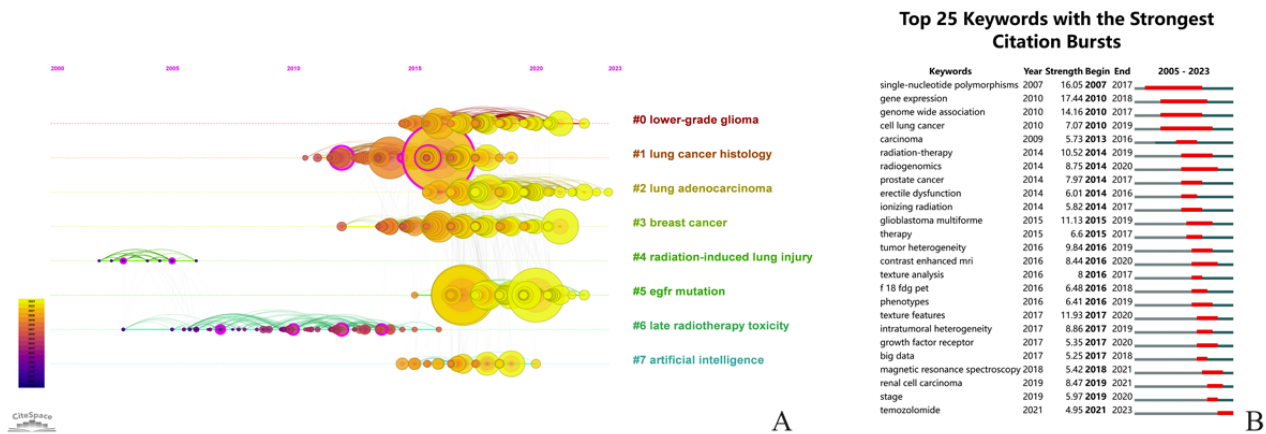 2000 2005 2010 2015 2020 2023
#0 lower-grade glioma
#1 lung cancer histology
#2 lung adenocarcinoma
#3 breast cancer
#4 radiation-induced lung injury
#5 egfr mutation
#6 late radiotherapy toxicity
#7 artificial intelligence
CiteSpace
A
Top 25 Keywords with the Strongest
Citation Bursts
Keywords Year Strength Begin End 2005 - 2023
single-nucleotide polymorphisms 2007 16.05 2007 2017
gene expression 2010 17.44 2010 2018
genome wide association 2010 14.16 2010 2017
cell lung cancer 2010 7.07 2010 2019
carcinoma 2009 5.73 2013 2016
radiation-therapy 2014 10.52 2014 2019
radiogenomics 2014 8.75 2014 2020
prostate cancer 2014 7.97 2014 2017
erectile dysfunction 2014 6.01 2014 2016
ionizing radiation 2014 5.82 2014 2017
glioblastoma multiforme 2015 11.13 2015 2019
therapy 2015 6.6 2015 2017
tumor heterogeneity 2016 9.84 2016 2019
contrast enhanced mri 2016 8.44 2016 2020
texture analysis 2016 8 2016 2017
f 18 fdg pet 2016 6.48 2016 2018
phenotypes 2016 6.41 2016 2019
texture features 2017 11.93 2017 2020
intratumoral heterogeneity 2017 8.86 2017 2019
growth factor receptor 2017 5.35 2017 2020
big data 2017 5.25 2017 2018
magnetic resonance spectroscopy 2018 5.42 2018 2021
renal cell carcinoma 2019 8.47 2019 2021
stage 2019 5.97 2019 2020
temozolomide 2021 4.95 2021 2023
B